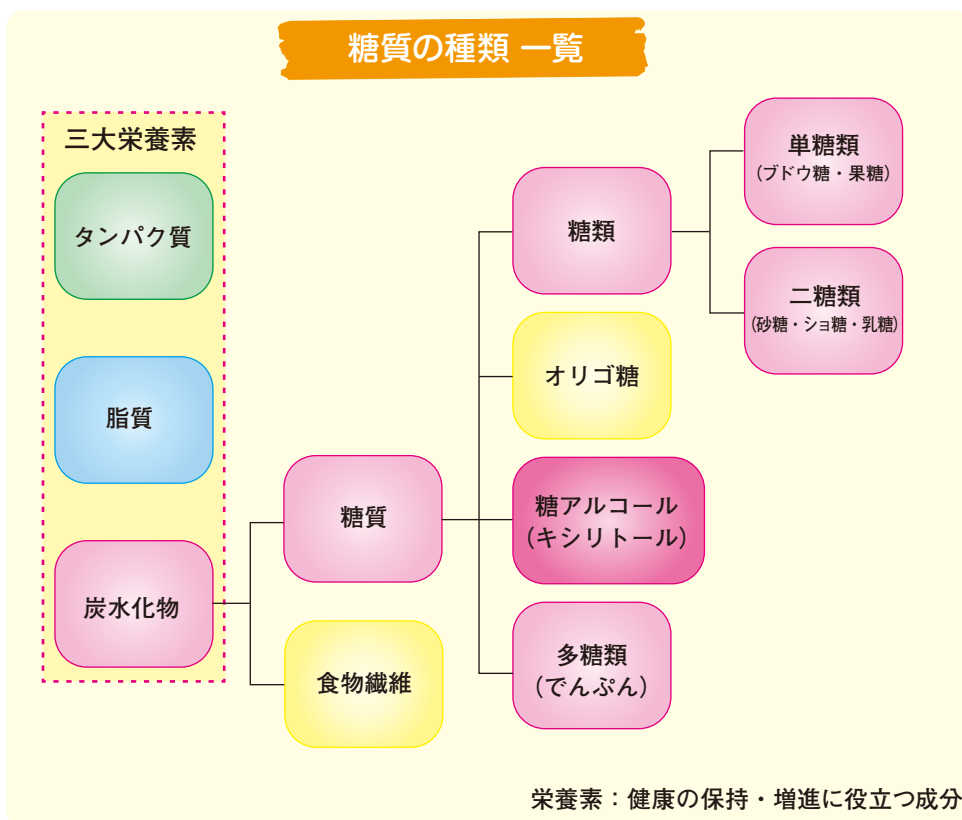 糖質の種類 一覧
三大栄養素
タンパク質
脂質
炭水化物
糖質
食物繊維
糖類
オリゴ糖
糖アルコール
(キシリトール)
多糖類
(でんぷん)
単糖類
(ブドウ糖・果糖)
二糖類
(砂糖・ショ糖・乳糖)
栄養素：健康の保持・増進に役立つ成分